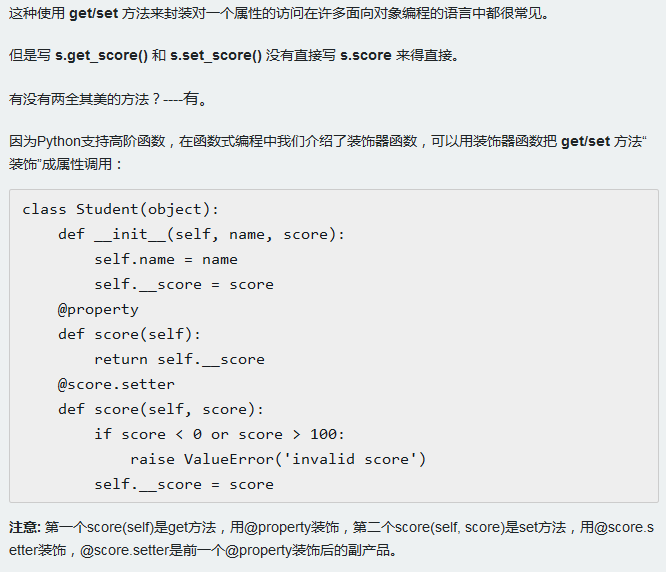 这种使用 get/set 方法来封装对一个属性的访问在许多面向对象编程的语言中都很常见。
但是写 s.get_score() 和 s.set_score() 没有直接写 s.score 来得直接。
有没有两全其美的方法？----有。
因为Python支持高阶函数，在函数式编程中我们介绍了装饰器函数，可以用装饰器函数把 get/set 方法“
装饰”成属性调用：
class Student(object):
    def __init__(self, name, score):
        self.name = name
        self.__score = score
    @property
    def score(self):
        return self.__score
    @score.setter
    def score(self, score):
        if score < 0 or score > 100:
            raise ValueError('invalid score')
        self.__score = score
注意: 第一个score(self)是get方法，用@property装饰，第二个score(self, score)是set方法，用@score.s
etter装饰，@score.setter是前一个@property装饰后的副产品。